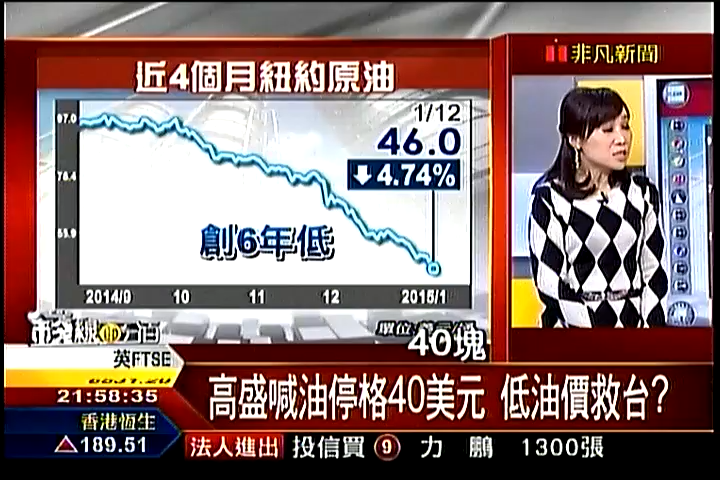 非凡新聞
近4個月紐約原油
97.0
76.4
1/12
46.0
4.74%
創6年低
2014/9 10 11 12 2015/1
40塊
英FTSE
21:58:35
高盛喊油停格40美元 低油價救台?
香港恆生
189.51
法人進出 投信買 9 力 鵬 1300張